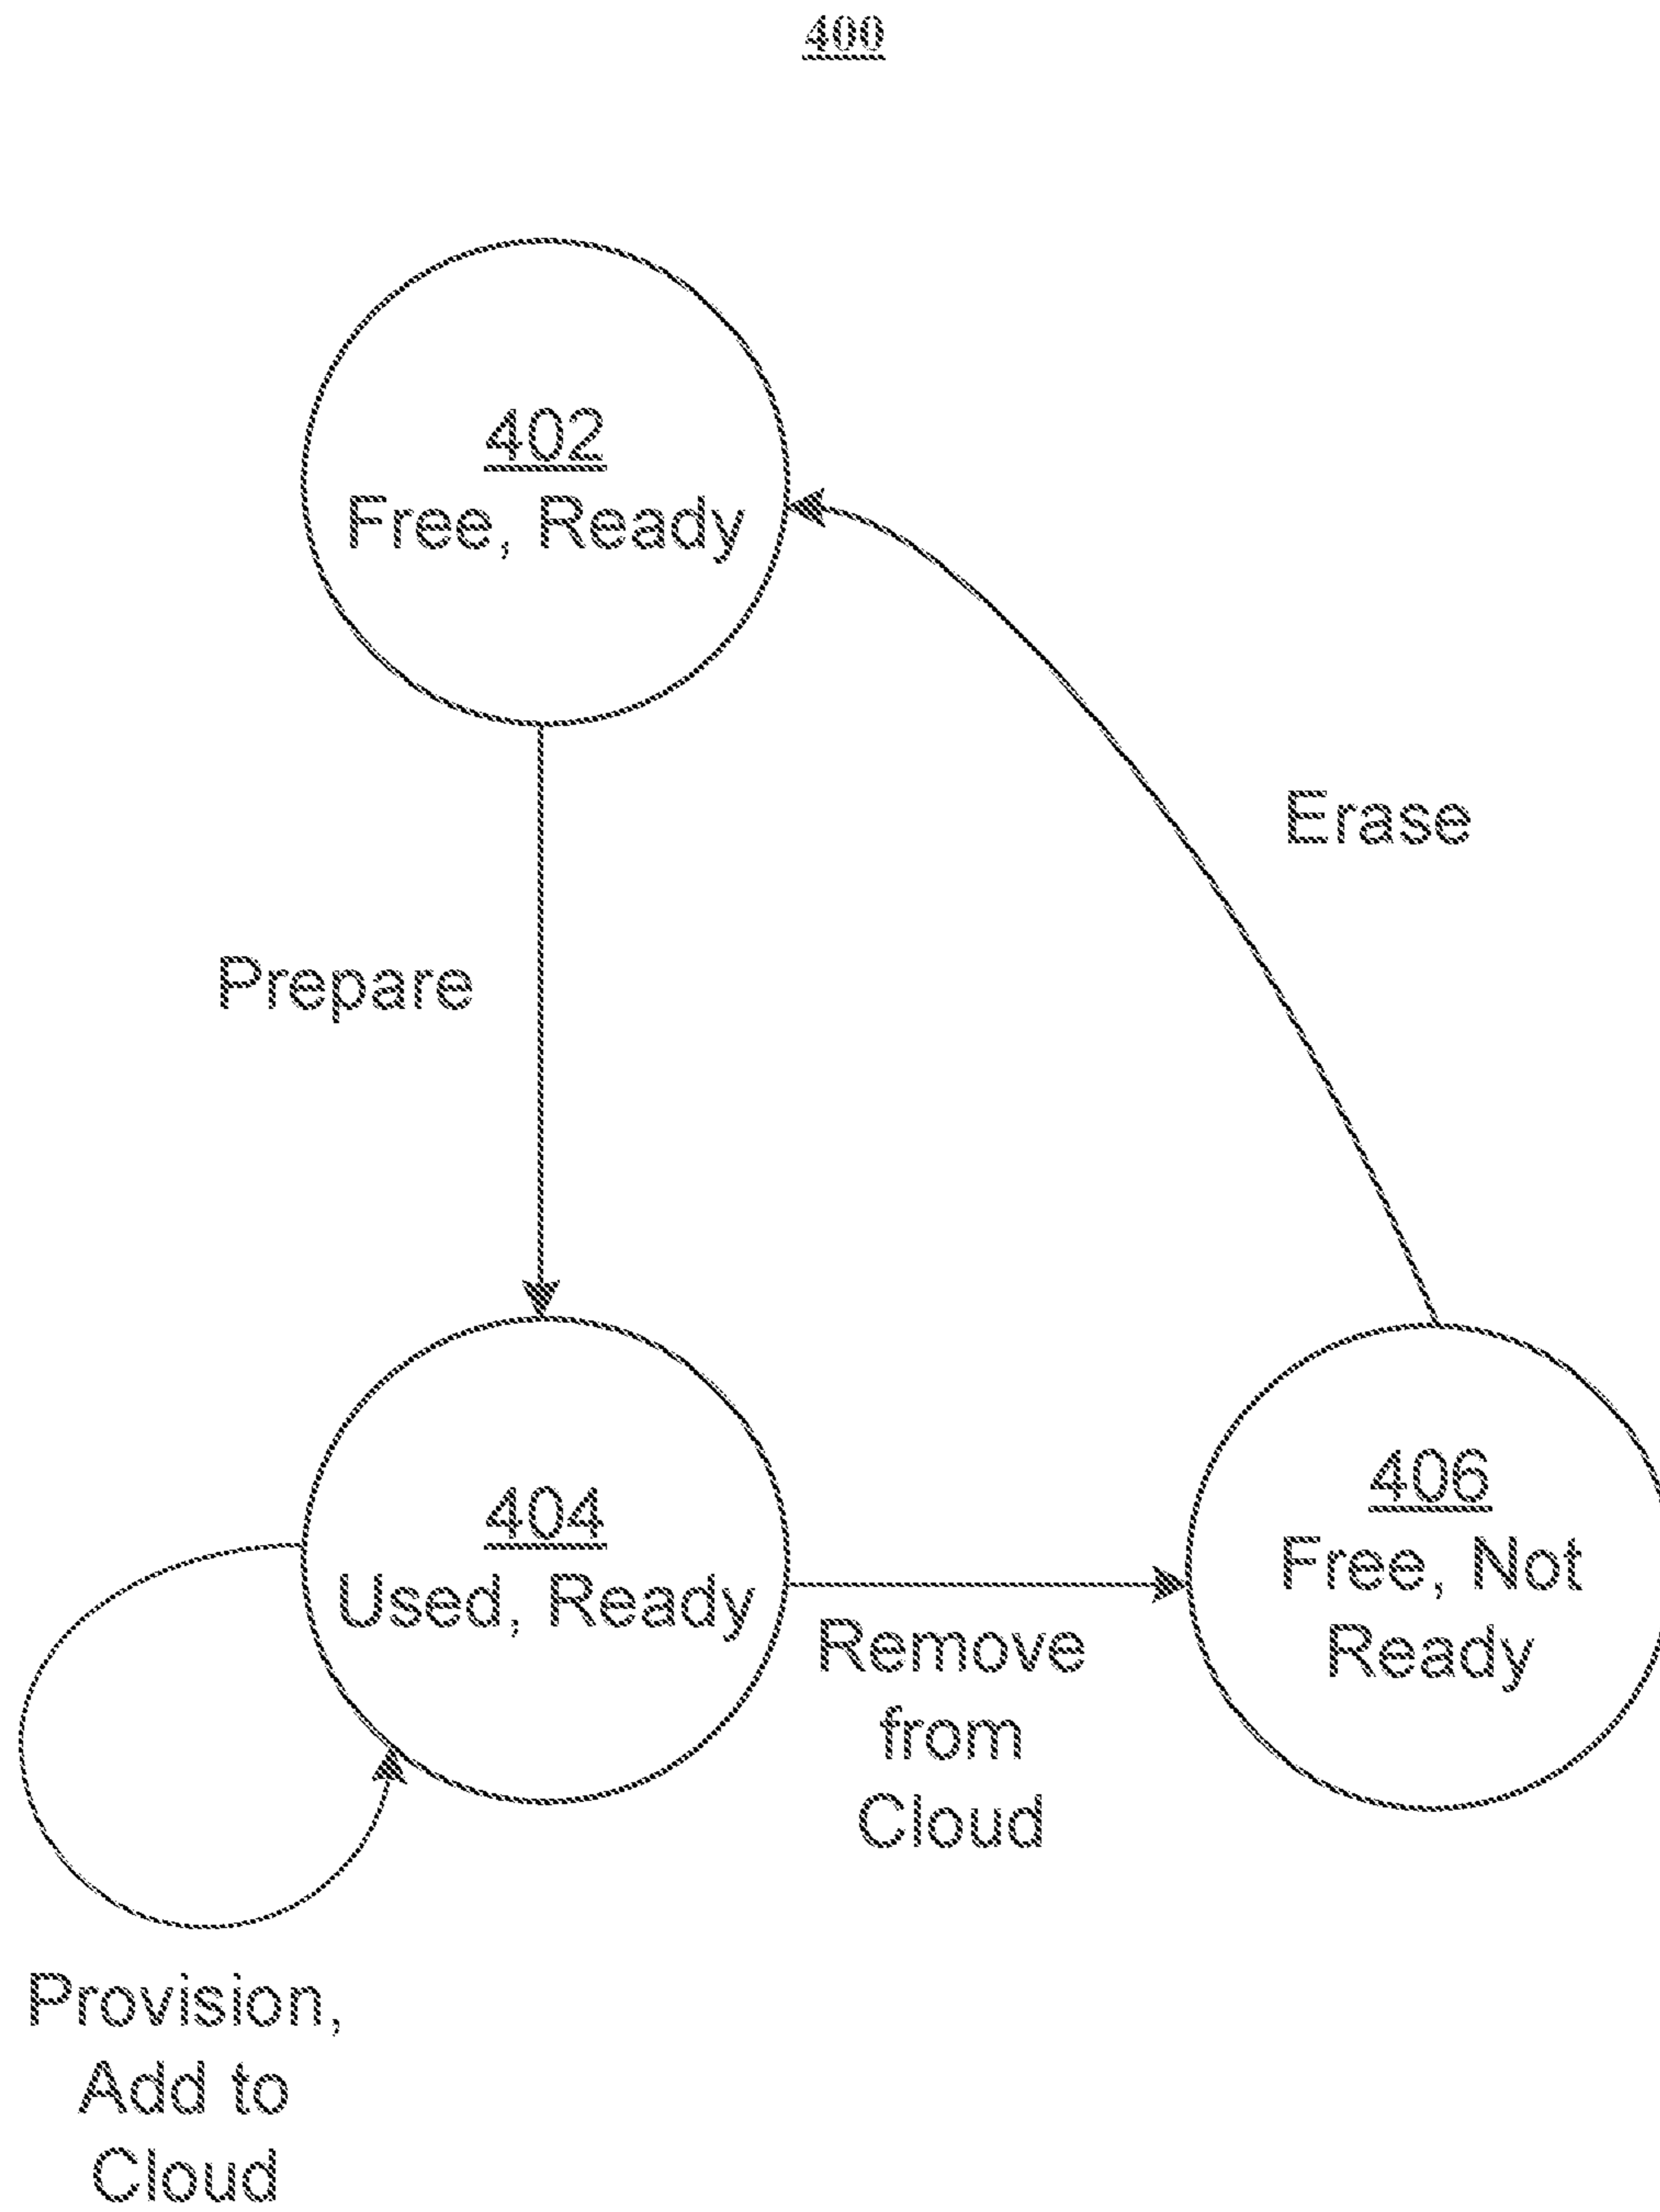 400
402
Free, Ready
Erase
Prepare
404
Used, Ready
406
Free, Not
Ready
Remove
from
Cloud
Provision,
Add to
Cloud